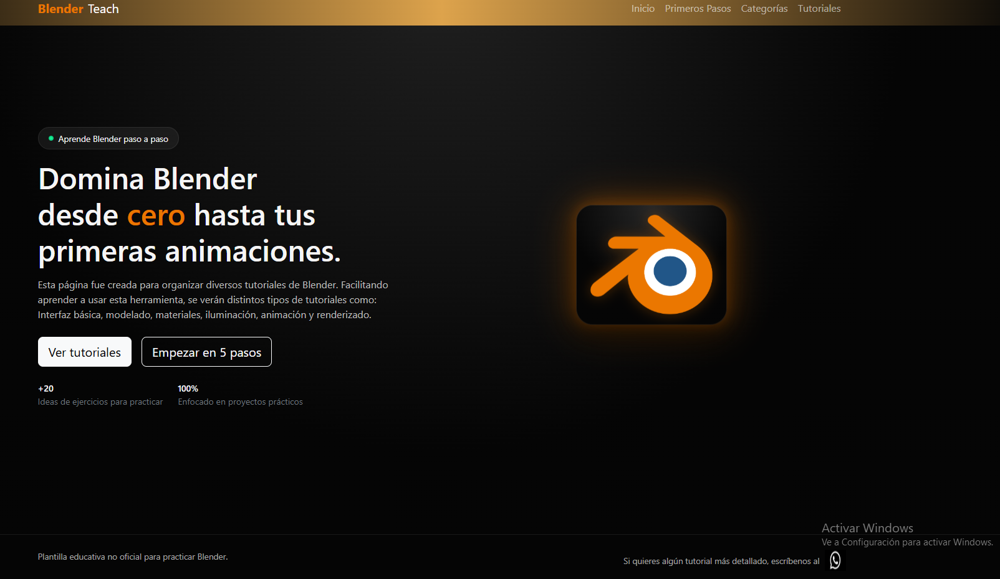 Blender Teach
Inicio Primeros Pasos Categorías Tutoriales
Aprende Blender paso a paso
Domina Blender
desde cero hasta tus
primeras animaciones.
Esta página fue creada para organizar diversos tutoriales de Blender. Facilitando
aprender a usar esta herramienta, se verán distintos tipos de tutoriales como:
Interfaz básica, modelado, materiales, iluminación, animación y renderizado.
Ver tutoriales
Empezar en 5 pasos
+20
Ideas de ejercicios para practicar
100%
Enfocado en proyectos prácticos
Activar Windows
Ve a Configuración para activar Windows.
Plantilla educativa no oficial para practicar Blender.
Si quieres algún tutorial más detallado, escríbenos al